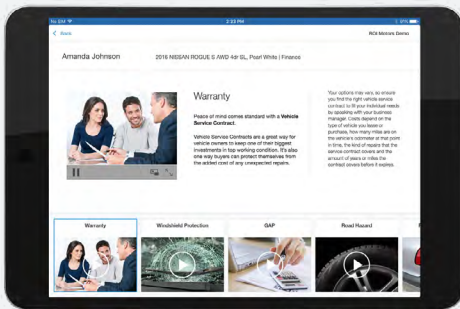 No SIM
2:23 PM
Back
ROI Motors Demo
Amanda Johnson
2016 NISSAN ROGUE S AWD 4dr SL, Pearl White | Finance
Warranty
Peace of mind comes standard with a Vehicle
Service Contract.
Vehicle Service Contracts are a great way for
vehicle owners to keep one of their biggest
investments in top working condition. It's also
one way buyers can protect themselves from
the added cost of any unexpected repairs.
Your options may vary, so ensure
you find the right vehicle service
contract to fill your individual needs
by speaking with your business
manager. Costs depend on the
type of vehicle you lease or
purchase, how many miles are on
the vehicle's odometer at that point
in time, the kind of repairs that the
service contract covers and the
amount of years or miles the
contract covers before it expires.
Warranty
Windshield Protection
GAP
Road Hazard